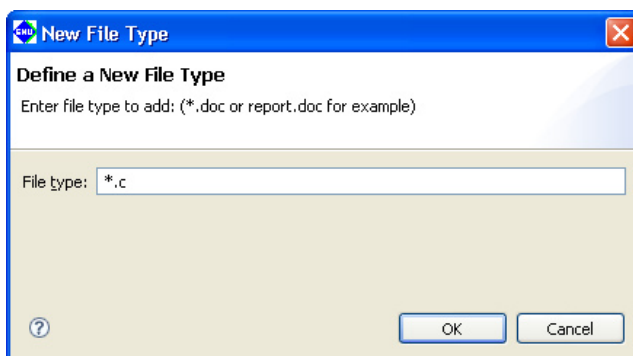 GNU New File Type
Define a New File Type
Enter file type to add: (*.doc or report.doc for example)
File type: *.c
?
OK Cancel